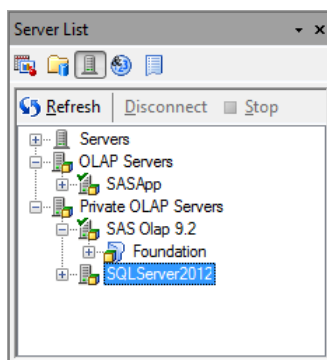 Server List
Refresh Disconnect Stop
Servers
OLAP Servers
SASApp
Private OLAP Servers
SAS Olap 9.2
Foundation
SQLServer2012